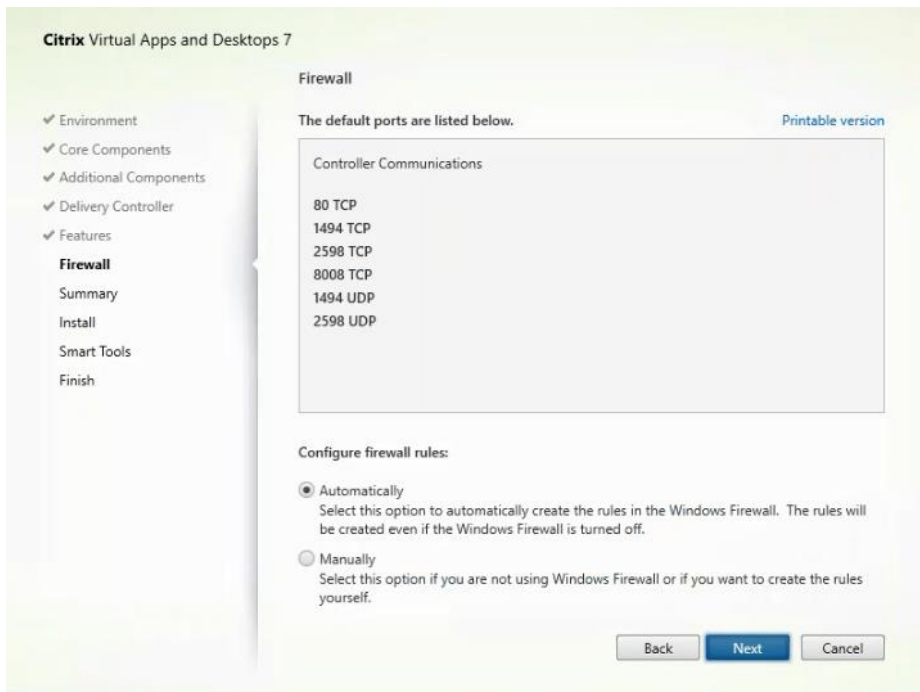 Citrix Virtual Apps and Desktops 7
Firewall
Environment
Core Components
Additional Components
Delivery Controller
Features
Firewall
Summary
Install
Smart Tools
Finish
The default ports are listed below.
Printable version
Controller Communications
80 TCP
1494 TCP
2598 TCP
8008 TCP
1494 UDP
2598 UDP
Configure firewall rules:
Automatically
Select this option to automatically create the rules in the Windows Firewall. The rules will
be created even if the Windows Firewall is turned off.
Manually
Select this option if you are not using Windows Firewall or if you want to create the rules
yourself.
Back
Next
Cancel